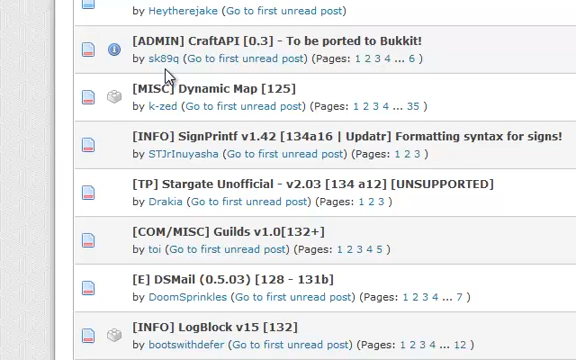 by Heytherejake (Go to first unread post)
[ADMIN] CraftAPI [0.3] - To be ported to Bukkit!
by sk89q (Go to first unread post) (Pages: 1 2 3 4 ... 6 )
[MISC] Dynamic Map [125]
by k-zed (Go to first unread post) (Pages: 1 2 3 4 ... 35 )
[INFO] SignPrintf v1.42 [134a16 | Updatr] Formatting syntax for signs!
by STJrInuyasha (Go to first unread post) (Pages: 1 2 3 )
[TP] Stargate Unofficial - v2.03 [134 a12] [UNSUPPORTED]
by Drakia (Go to first unread post) (Pages: 1 2 3 )
[COM/MISC] Guilds v1.0[132+]
by toi (Go to first unread post) (Pages: 1 2 3 4 5 )
[E] DSMail (0.5.03) [128 - 131b]
by DoomSprinkles (Go to first unread post) (Pages: 1 2 3 4 ... 7 )
[INFO] LogBlock v15 [132]
by bootswithdefer (Go to first unread post) (Pages: 1 2 3 4 ... 12 )